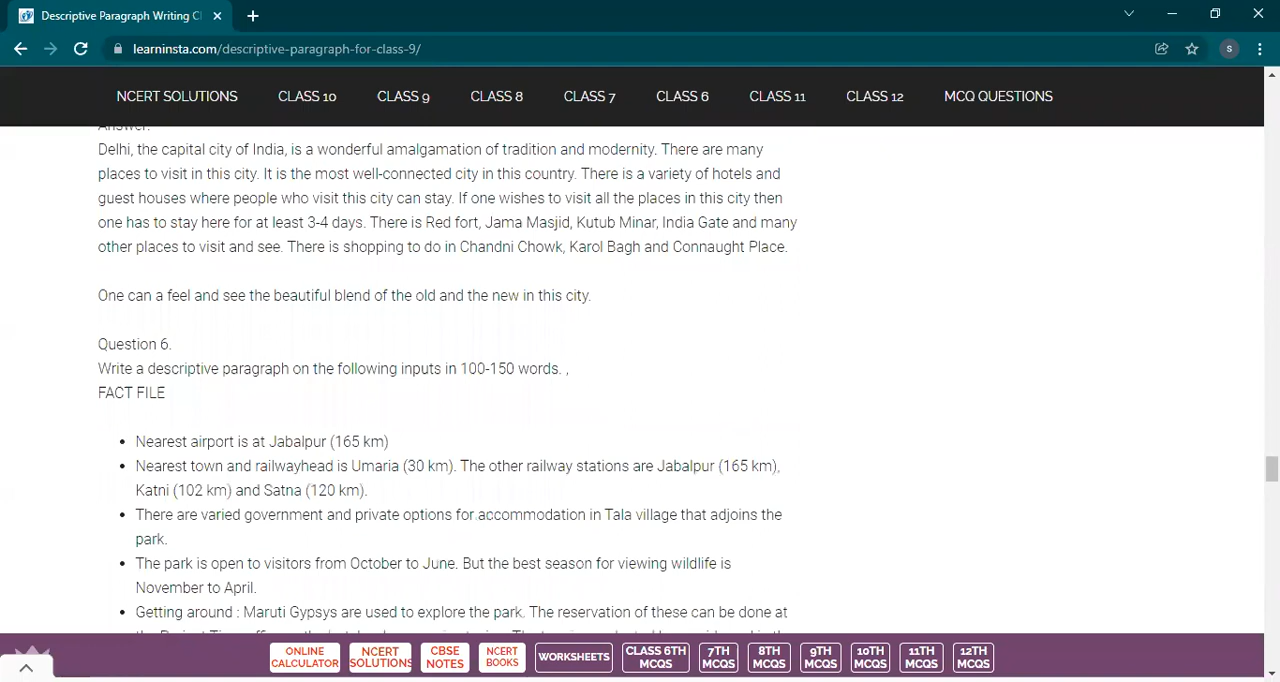 Descriptive Paragraph Writing Cl
learninsta.com/descriptive-paragraph-for-class-9/
S
NCERT SOLUTIONS CLASS 10 CLASS 9 CLASS 8 CLASS 7 CLASS 6 CLASS 11 CLASS 12 MCQ QUESTIONS
Answer:
Delhi, the capital city of India, is a wonderful amalgamation of tradition and modernity. There are many
places to visit in this city. It is the most well-connected city in this country. There is a variety of hotels and
guest houses where people who visit this city can stay. If one wishes to visit all the places in this city then
one has to stay here for at least 3-4 days. There is Red fort, Jama Masjid, Kutub Minar, India Gate and many
other places to visit and see. There is shopping to do in Chandni Chowk, Karol Bagh and Connaught Place.
One can a feel and see the beautiful blend of the old and the new in this city.
Question 6.
Write a descriptive paragraph on the following inputs in 100-150 words. ,
FACT FILE
• Nearest airport is at Jabalpur (165 km)
• Nearest town and railwayhead is Umaria (30 km). The other railway stations are Jabalpur (165 km),
Katni (102 km) and Satna (120 km).
• There are varied government and private options for accommodation in Tala village that adjoins the
park.
• The park is open to visitors from October to June. But the best season for viewing wildlife is
November to April.
• Getting around : Maruti Gypsys are used to explore the park. The reservation of these can be done at
ONLINE CALCULATOR NCERT SOLUTIONS CBSE NOTES NCERT BOOKS WORKSHEETS CLASS 6TH MCQS 7TH MCQS 8TH MCQS 9TH MCQS 10TH MCQS 11TH MCQS 12TH MCQS